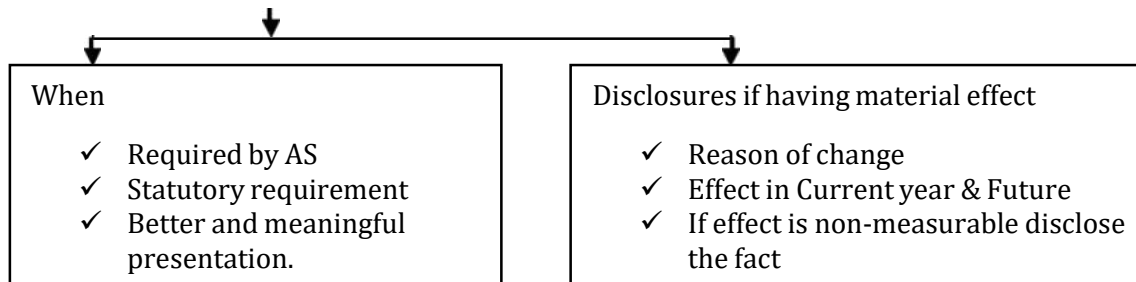 When
✓ Required by AS
✓ Statutory requirement
✓ Better and meaningful
presentation.
Disclosures if having material effect
✓ Reason of change
✓ Effect in Current year & Future
✓ If effect is non-measurable disclose
the fact